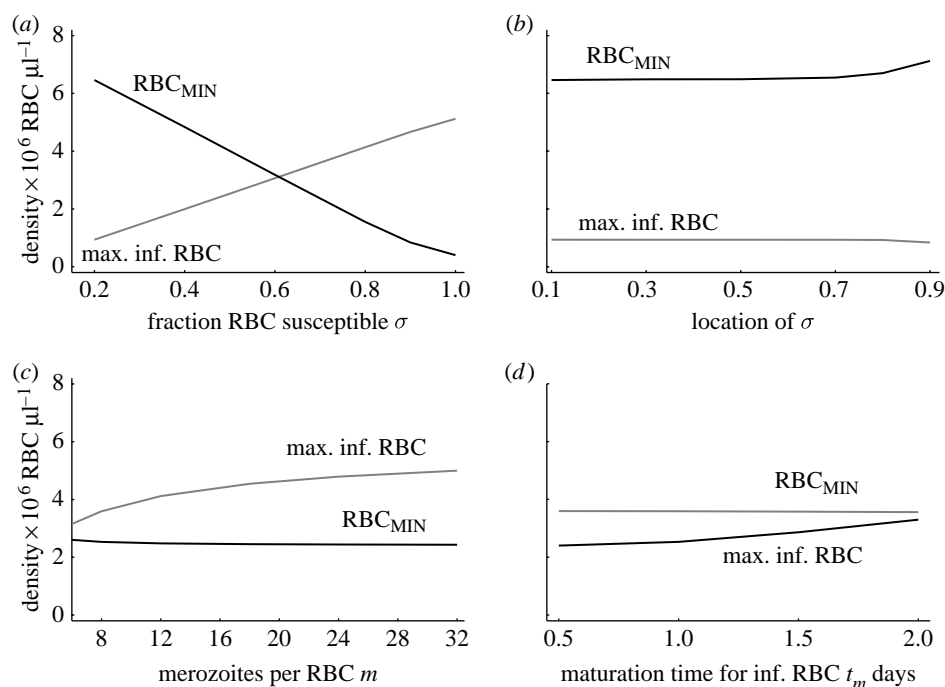 (a)
8
6
4
2
0
density×10⁶ RBC μl⁻¹
RBC_MIN
max. inf. RBC
0.2 0.4 0.6 0.8 1.0
fraction RBC susceptible σ
(b)
RBC_MIN
max. inf. RBC
0.1 0.3 0.5 0.7 0.9
location of σ
(c)
8
6
4
2
0
density×10⁶ RBC μl⁻¹
max. inf. RBC
RBC_MIN
8 12 16 20 24 28 32
merozoites per RBC m
(d)
RBC_MIN
max. inf. RBC
0.5 1.0 1.5 2.0
maturation time for inf. RBC t_m days